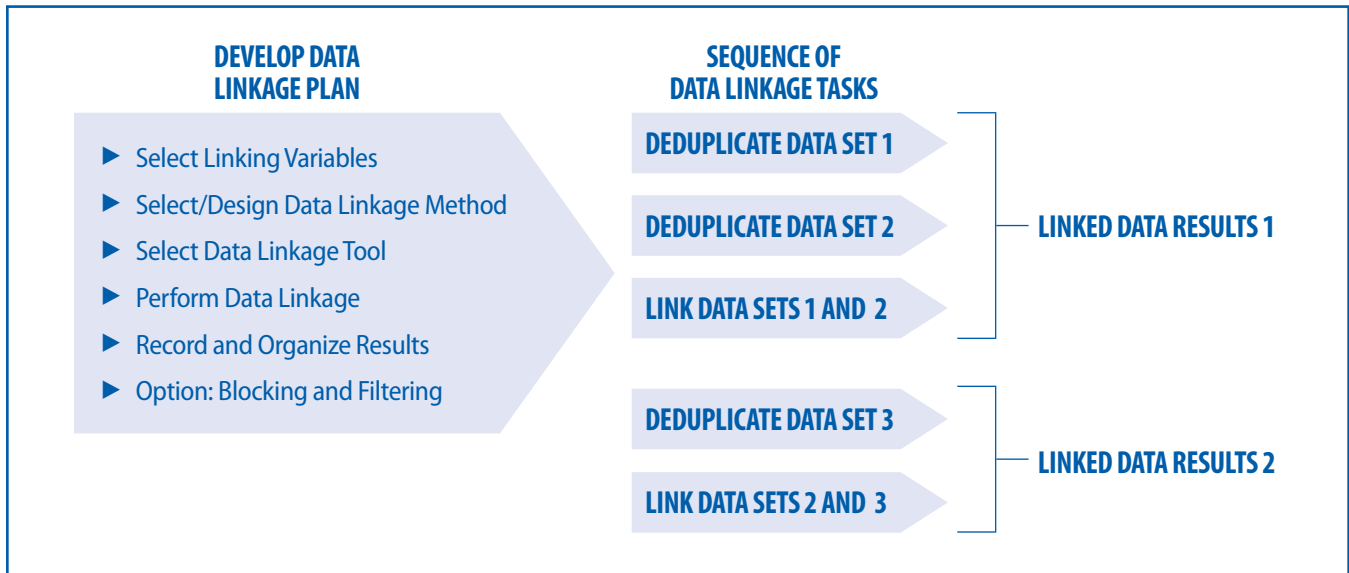 DEVELOP DATA
LINKAGE PLAN
► Select Linking Variables
► Select/Design Data Linkage Method
► Select Data Linkage Tool
► Perform Data Linkage
► Record and Organize Results
► Option: Blocking and Filtering
SEQUENCE OF
DATA LINKAGE TASKS
DEDUPLICATE DATA SET 1
DEDUPLICATE DATA SET 2
LINK DATA SETS 1 AND 2
LINKED DATA RESULTS 1
DEDUPLICATE DATA SET 3
LINK DATA SETS 2 AND 3
LINKED DATA RESULTS 2